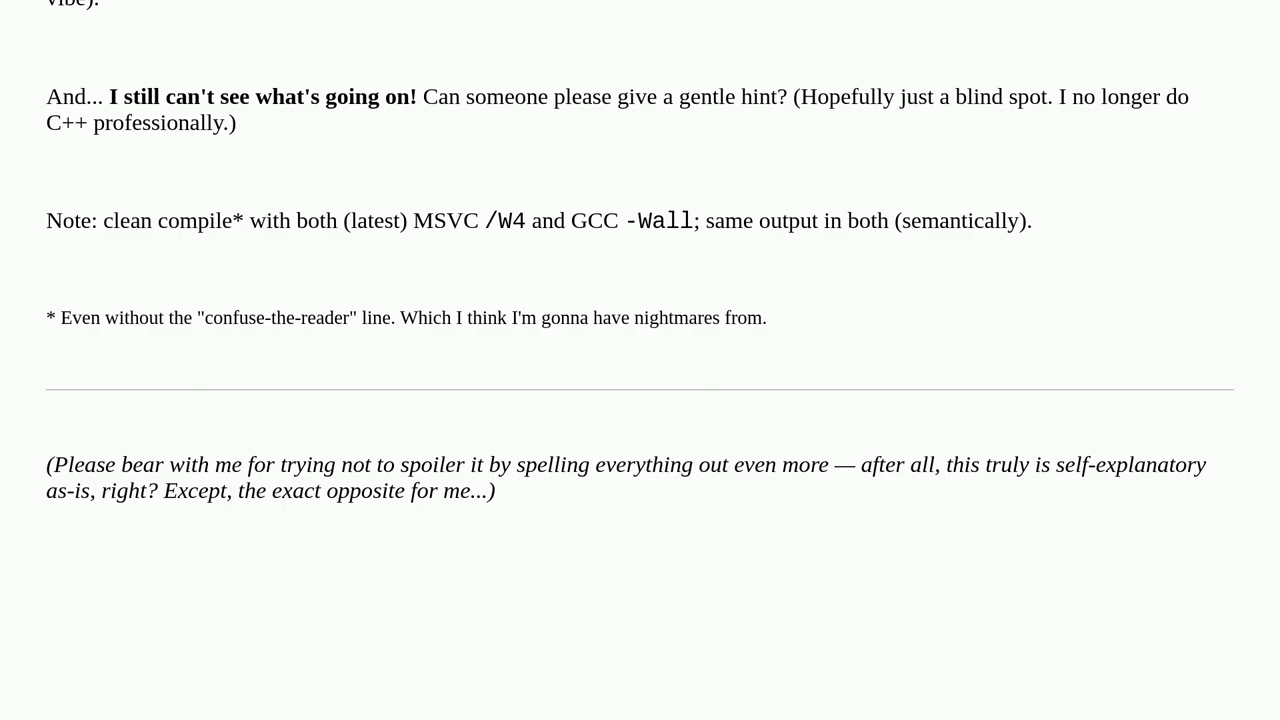 vibe).
And... I still can't see what's going on! Can someone please give a gentle hint? (Hopefully just a blind spot. I no longer do
C++ professionally.)
Note: clean compile* with both (latest) MSVC /W4 and GCC -Wall; same output in both (semantically).
* Even without the "confuse-the-reader" line. Which I think I'm gonna have nightmares from.
(Please bear with me for trying not to spoiler it by spelling everything out even more — after all, this truly is self-explanatory
as-is, right? Except, the exact opposite for me...)